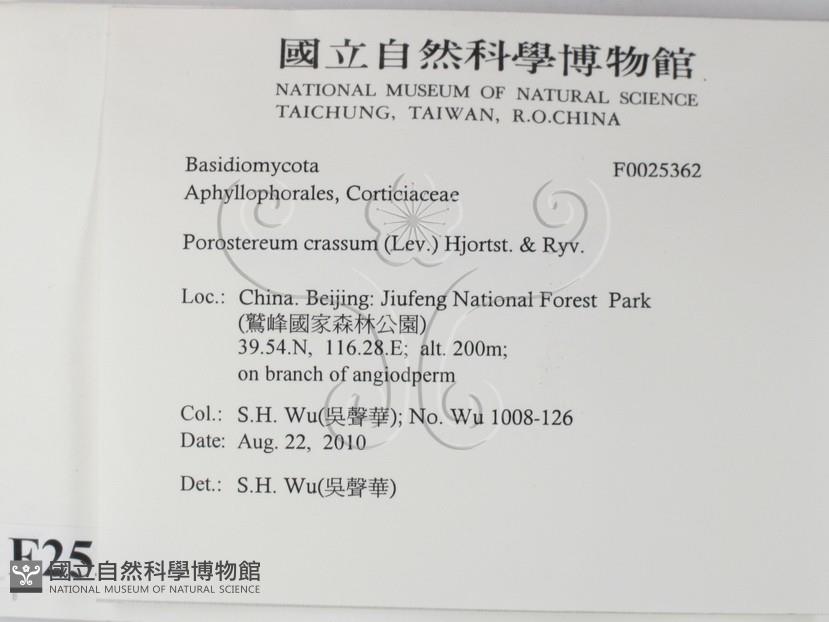 國立自然科學博物館
NATIONAL MUSEUM OF NATURAL SCIENCE
TAICHUNG, TAIWAN, R.O.CHINA
Basidiomycota F0025362
Aphyllophorales, Corticiaceae
Porostereum crassum (Lev.) Hjortst. & Ryv.
Loc.: China. Beijing: Jiufeng National Forest Park
(鷲峰國家森林公園)
39.54.N, 116.28.E; alt. 200m;
on branch of angiodperm
Col.: S.H. Wu(吳聲華); No. Wu 1008-126
Date: Aug. 22, 2010
Det.: S.H. Wu(吳聲華)
F25
國立自然科學博物館
NATIONAL MUSEUM OF NATURAL SCIENCE